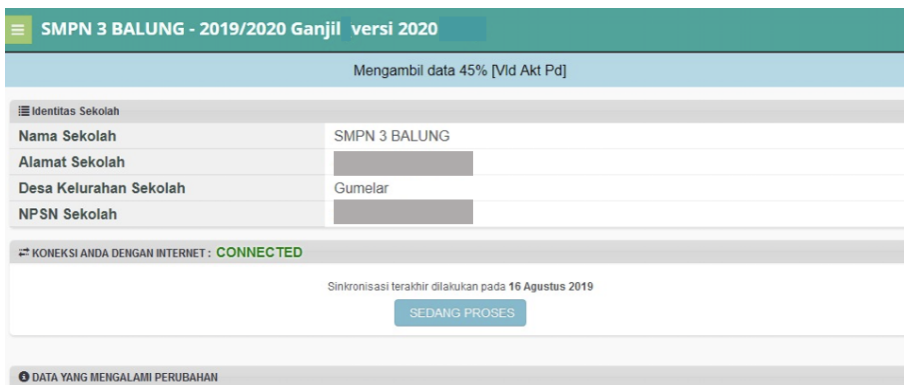 SMPN 3 BALUNG - 2019/2020 Ganjil versi 2020
Mengambil data 45% [Vld Akt Pd]
Identitas Sekolah
Nama Sekolah SMPN 3 BALUNG
Alamat Sekolah
Desa Kelurahan Sekolah Gumelar
NPSN Sekolah
KONEKSI ANDA DENGAN INTERNET : CONNECTED
Sinkronisasi terakhir dilakukan pada 16 Agustus 2019
SEDANG PROSES
DATA YANG MENGALAMI PERUBAHAN